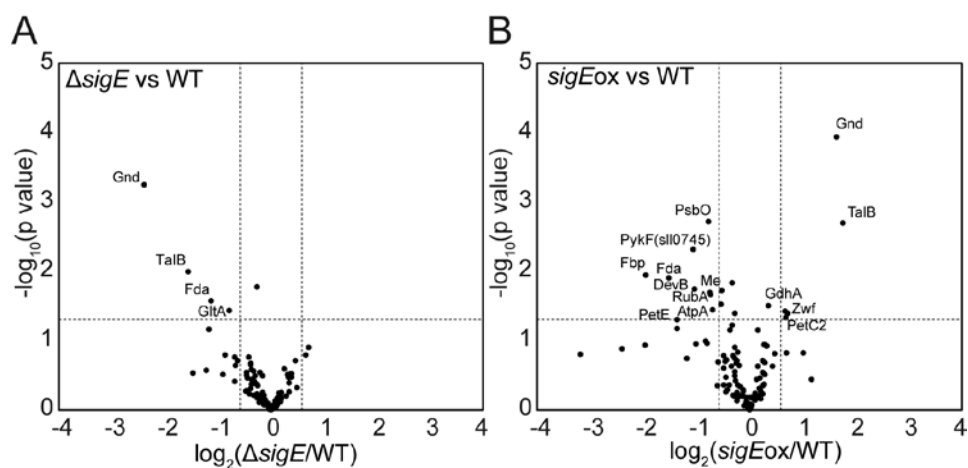 A
B
ΔsigE vs WT
sigEox vs WT
5
4
3
2
1
0
-log10(p value)
Gnd
TalB
Fda
GltA
-4 -3 -2 -1 0 1 2 3 4
log2(ΔsigE/WT)
5
4
3
2
1
0
-log10(p value)
Gnd
PsbO
TalB
PykF(sll0745)
Fbp
Fda
DevB
Me
RubA
GdhA
AtpA
Zwf
PetE
PetC2
-4 -3 -2 -1 0 1 2 3 4
log2(sigEox/WT)